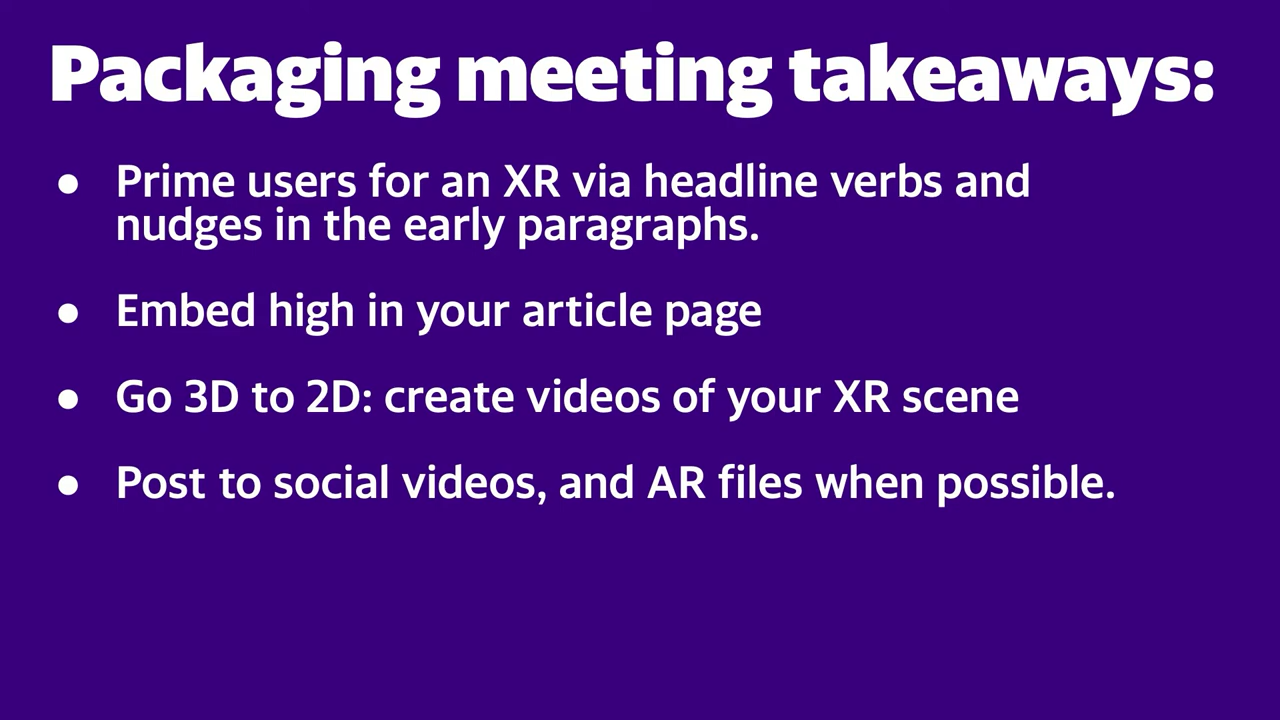 Packaging meeting takeaways:
● Prime users for an XR via headline verbs and
nudges in the early paragraphs.
● Embed high in your article page
● Go 3D to 2D: create videos of your XR scene
● Post to social videos, and AR files when possible.